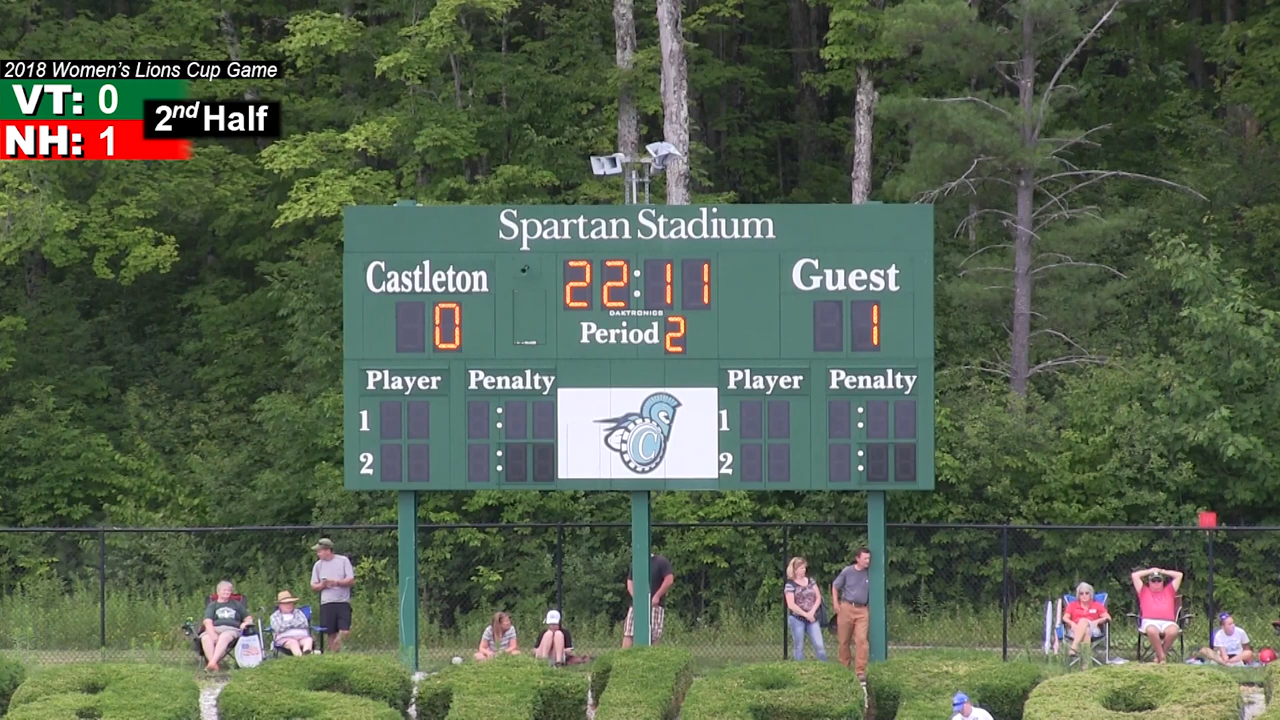 2018 Women's Lions Cup Game
VT: 0
2nd Half
NH: 1
Spartan Stadium
Castleton
22:11
Guest
0
DAKTRONICS
1
Period 2
Player Penalty
Player Penalty
1
1
2
2
C